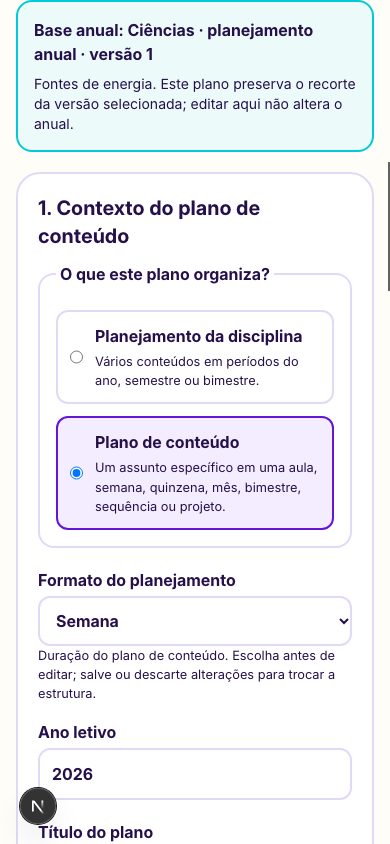 Base anual: Ciências · planejamento
anual · versão 1
Fontes de energia. Este plano preserva o recorte
da versão selecionada; editar aqui não altera o
anual.
1. Contexto do plano de
conteúdo
O que este plano organiza?
Planejamento da disciplina
Vários conteúdos em períodos do
ano, semestre ou bimestre.
Plano de conteúdo
Um assunto específico em uma aula,
semana, quinzena, mês, bimestre,
sequência ou projeto.
Formato do planejamento
Semana
Duração do plano de conteúdo. Escolha antes de
editar; salve ou descarte alterações para trocar a
estrutura.
Ano letivo
2026
N
Título do plano